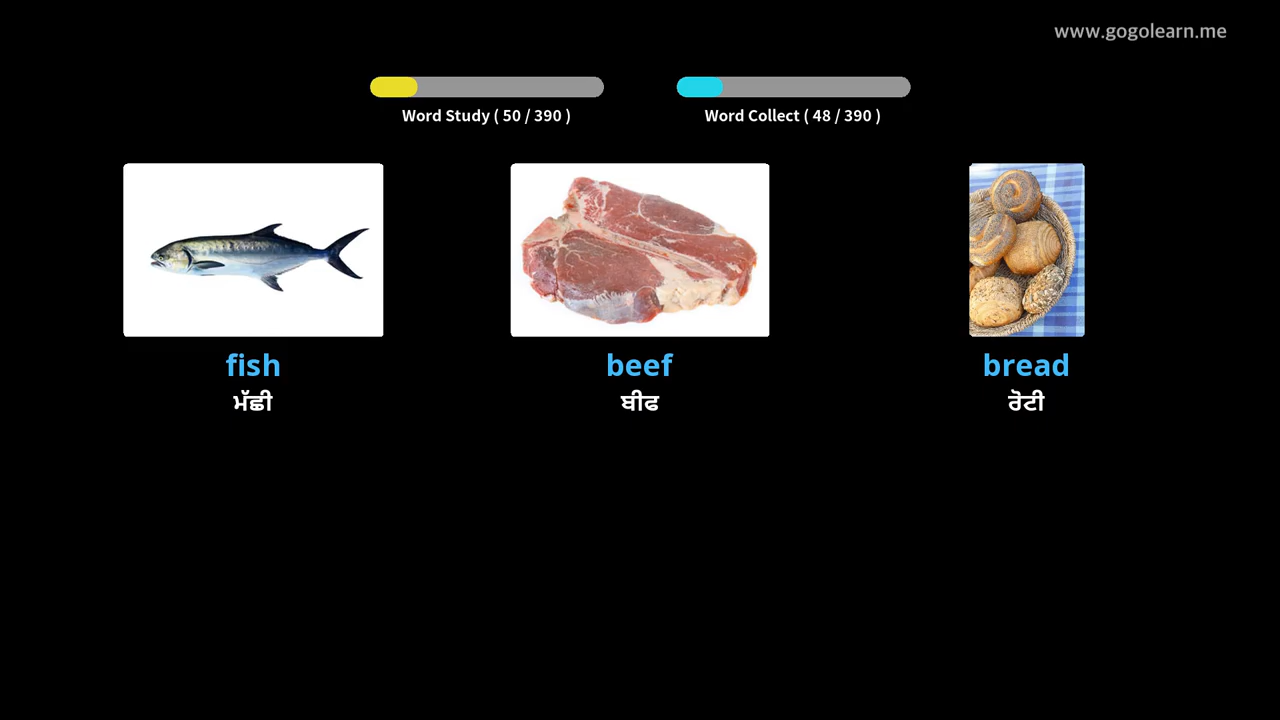 www.gogolearn.me
Word Study ( 50 / 390 )
Word Collect ( 48 / 390 )
fish
beef
bread
ਮੱਛੀ
ਬੀਫ
ਰੋਟੀ